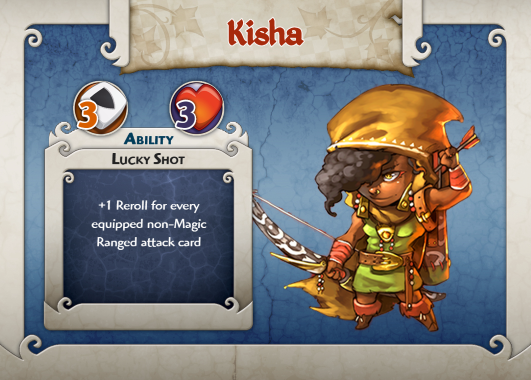 Kisha
3
3
Ability
Lucky Shot
+1 Reroll for every
equipped non-Magic
Ranged attack card